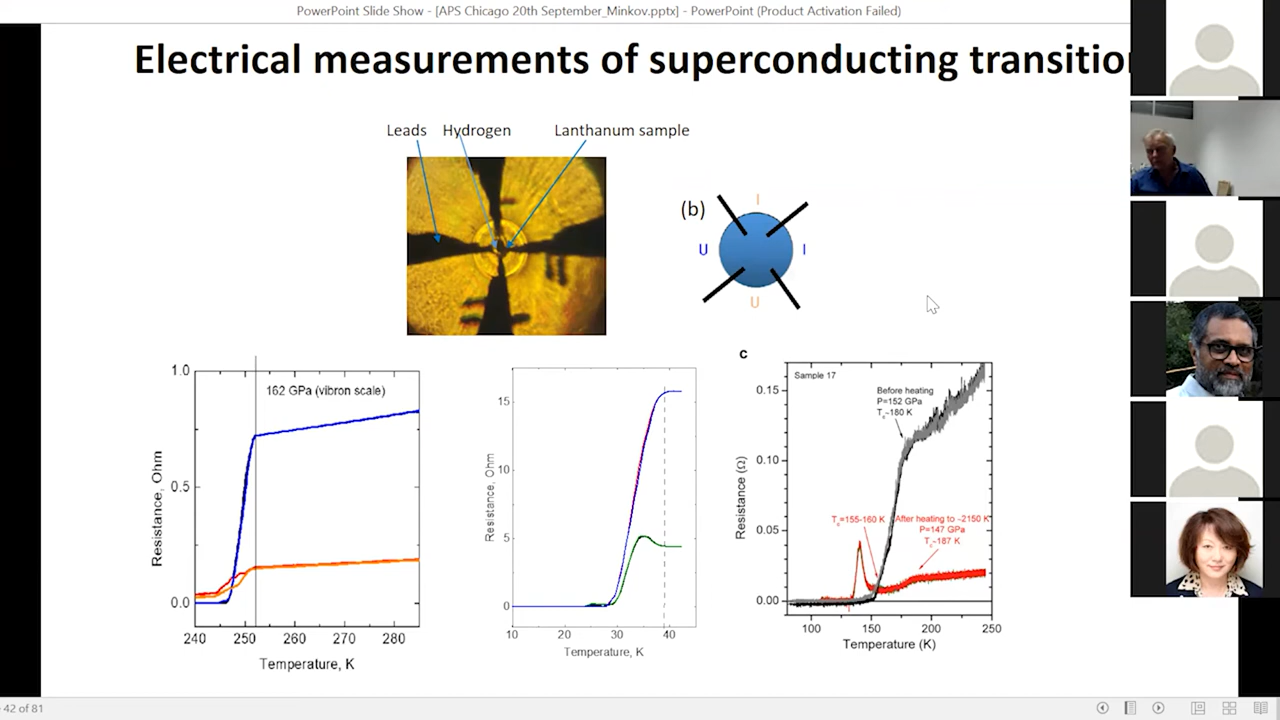 PowerPoint Slide Show - [APS Chicago 20th September_Minkov.pptx] - PowerPoint (Product Activation Failed)
Electrical measurements of superconducting transitio
Leads Hydrogen Lanthanum sample
(b)
I
U
I
U
1.0
0.5
0.0
162 GPa (vibron scale)
Resistance, Ohm
240 250 260 270 280
Temperature, K
15
10
5
0
Resistance, Ohm
10 20 30 40
Temperature, K
c
Sample 17
0.15
0.10
0.05
0.00
Resistance (Ω)
Before heating
P=152 GPa
Tc~180 K
Tc=155-160 K
After heating to ~2150 K
P=147 GPa
Tc~187 K
100 150 200 250
Temperature (K)
42 of 81